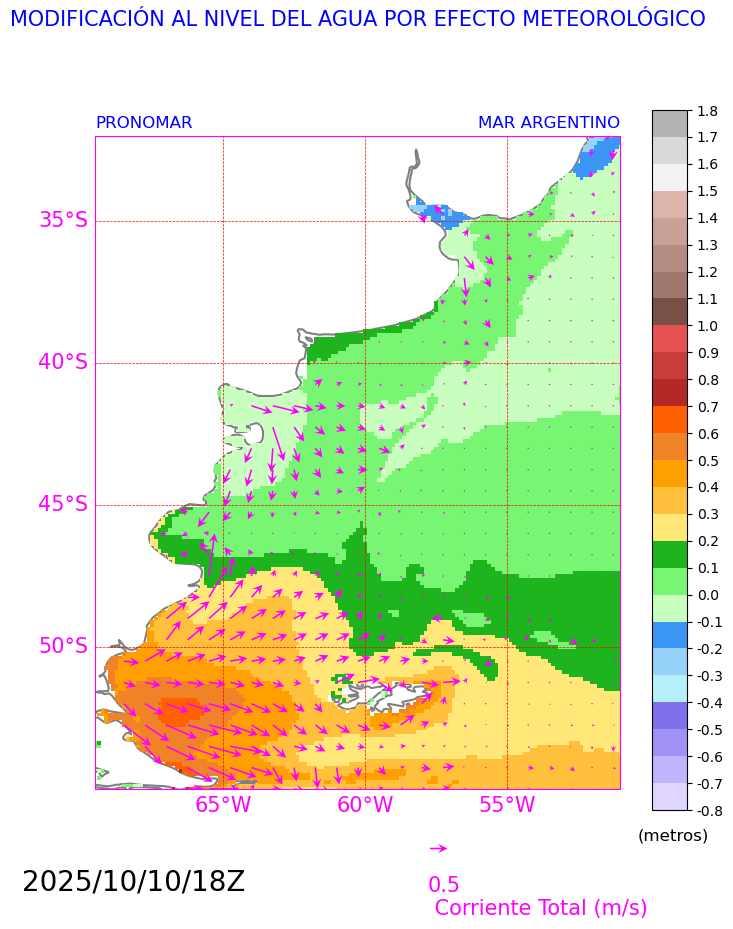 MODIFICACIÓN AL NIVEL DEL AGUA POR EFECTO METEOROLÓGICO
PRONOMAR MAR ARGENTINO
35°S
40°S
45°S
50°S
65°W 60°W 55°W
1.8
1.7
1.6
1.5
1.4
1.3
1.2
1.1
1.0
0.9
0.8
0.7
0.6
0.5
0.4
0.3
0.2
0.1
0.0
-0.1
-0.2
-0.3
-0.4
-0.5
-0.6
-0.7
-0.8
(metros)
2025/10/10/18Z
0.5
Corriente Total (m/s)